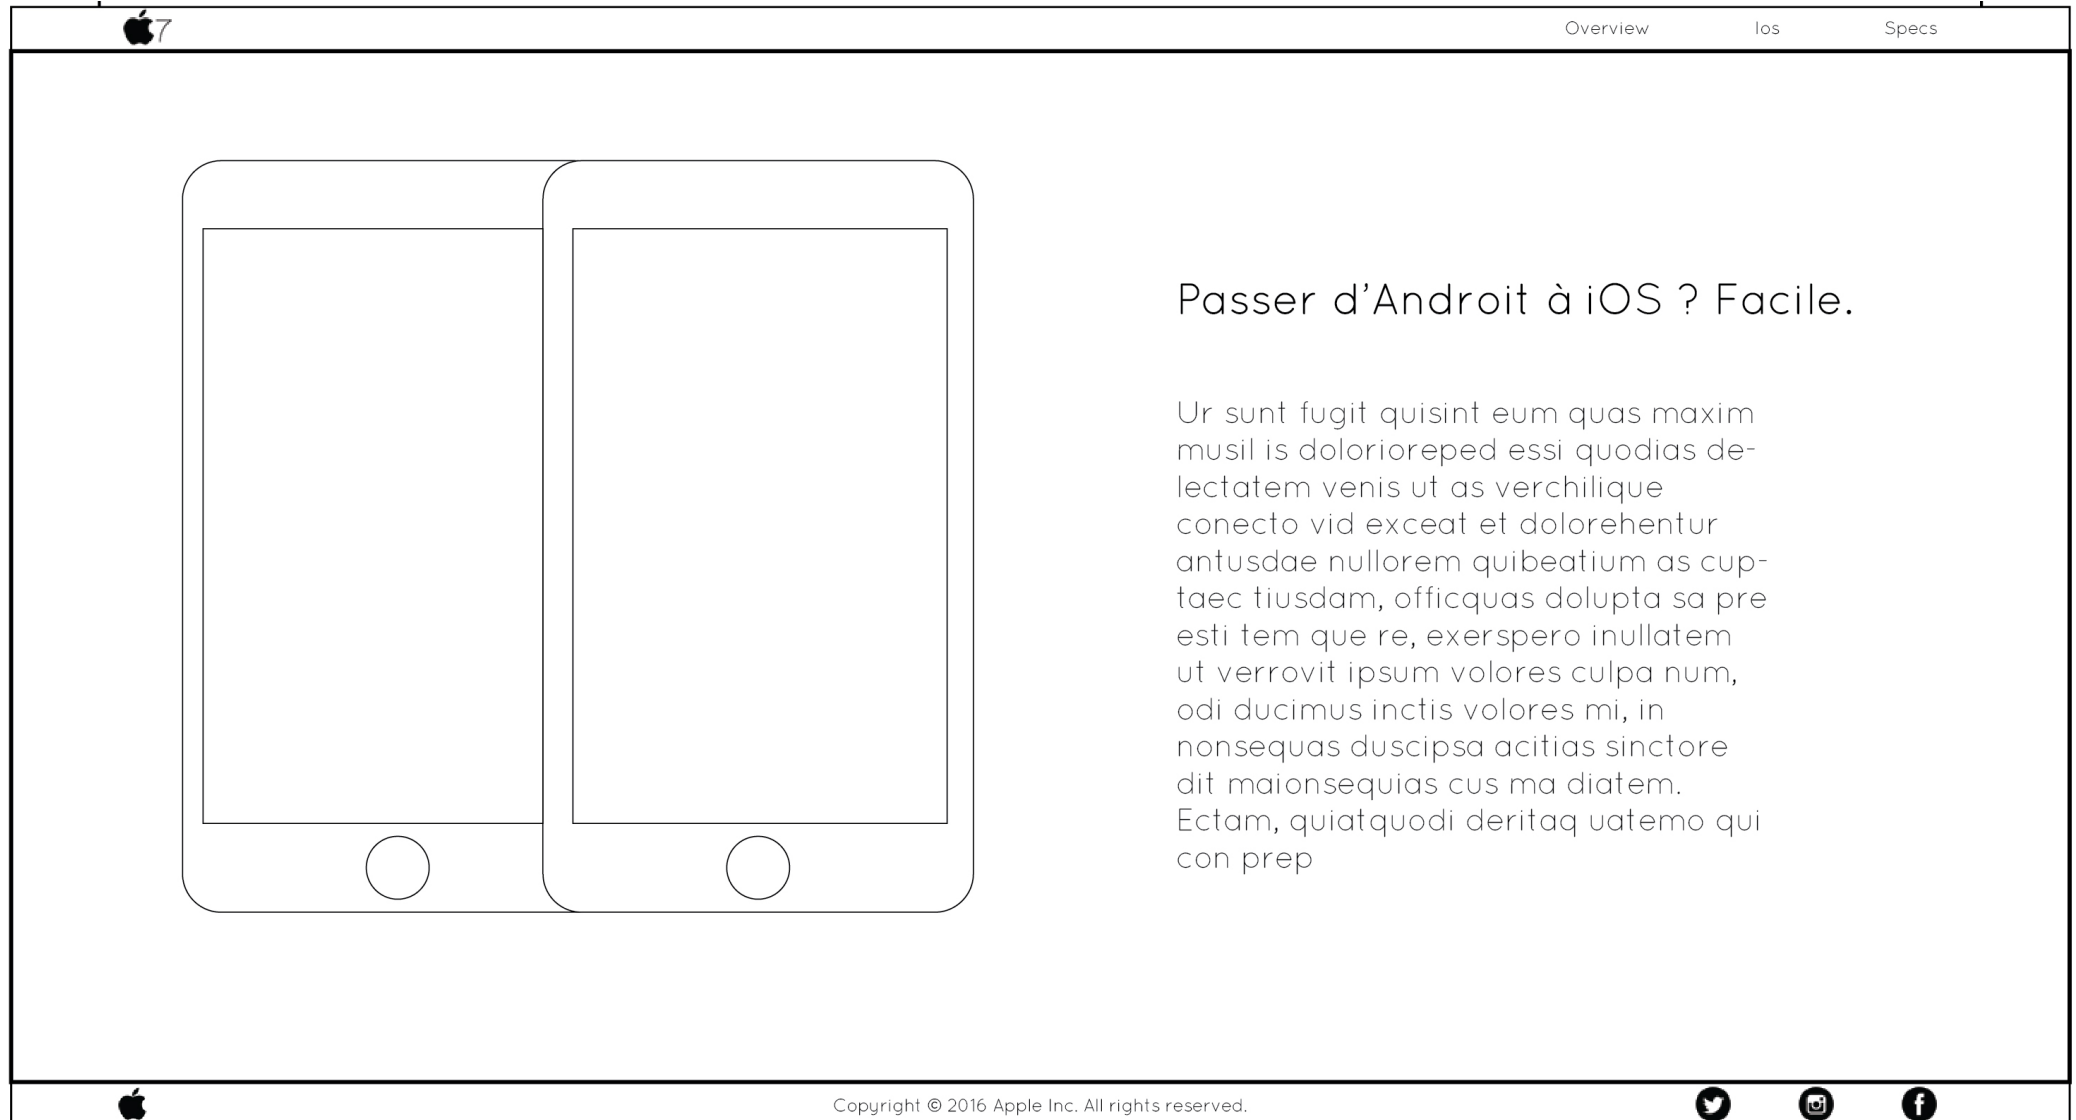 7
Overview
Ios
Specs
Passer d'Androit à iOS ? Facile.
Ur sunt fugit quisint eum quas maxim
musil is dolorioreped essi quodias de-
lectatem venis ut as verchilique
conecto vid exceat et dolorehentur
antusdae nullorem quibeatium as cup-
taec tiusdam, officquas dolupta sa pre
esti tem que re, exerspero inullatem
ut verrovit ipsum volores culpa num,
odi ducimus inctis volores mi, in
nonsequas duscipsa acitias sinctore
dit maionsequias cus ma diatem.
Ectam, quiatquodi deritaq uatemo qui
con prep
Copyright © 2016 Apple Inc. All rights reserved.